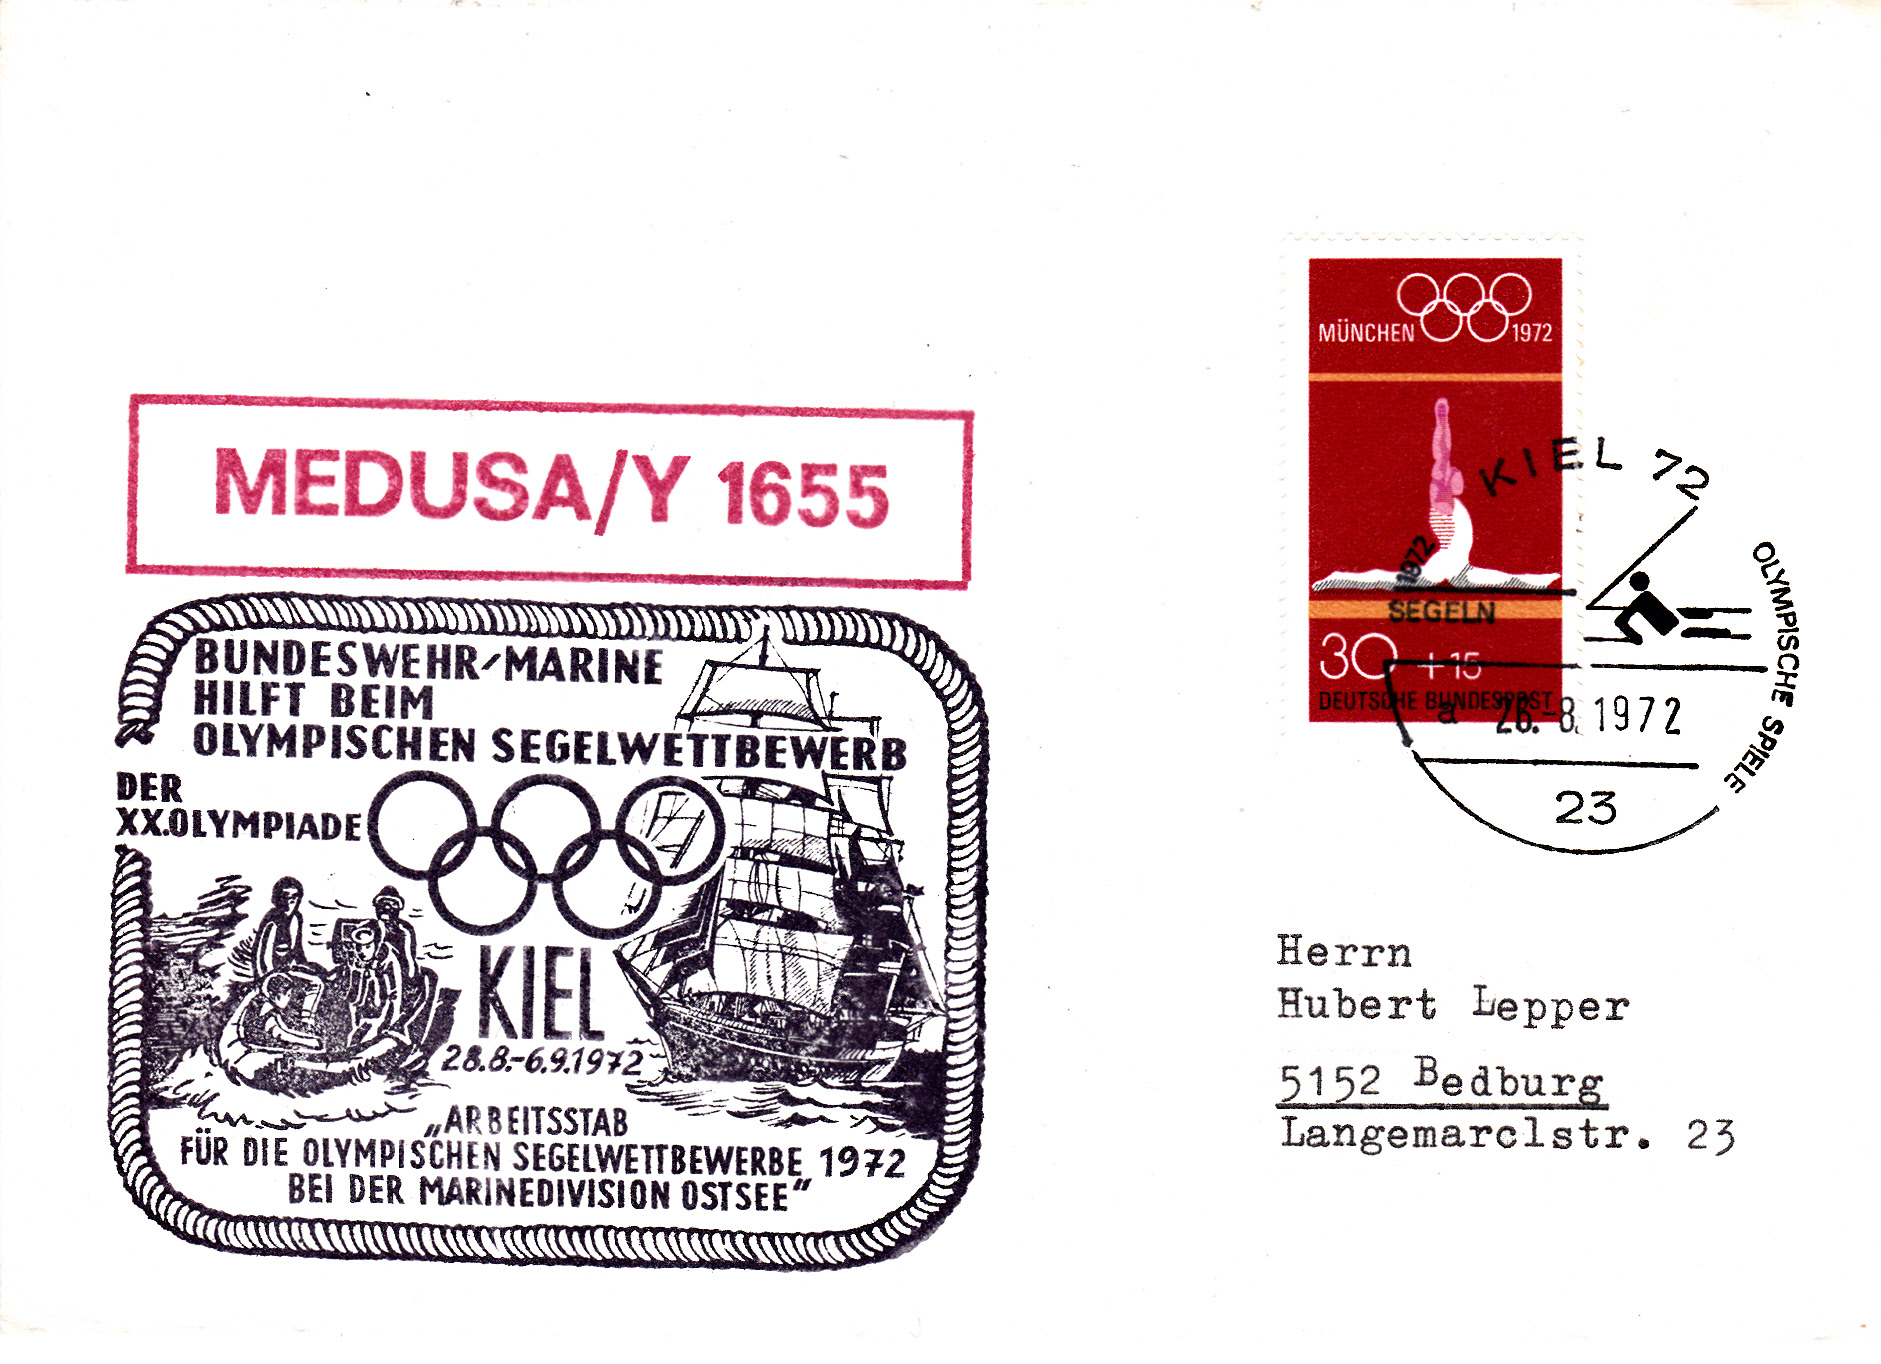 MEDUSA/Y 1655
BUNDESWEHR-MARINE
HILFT BEIM
OLYMPISCHEN SEGELWETTBEWERB
DER
XX.OLYMPIADE
KIEL
28.8.-6.9.1972
„ARBEITSSTAB
FÜR DIE OLYMPISCHEN SEGELWETTBEWERBE 1972
BEI DER MARINEDIVISION OSTSEE"
MÜNCHEN 1972
30 +15
DEUTSCHE BUNDESPOST
KIEL 72
OLYMPISCHE SPIELE
1972
SEGELN
a 26.-8. 1972
23
Herrn
Hubert Lepper
5152 Bedburg
Langemarclstr. 23